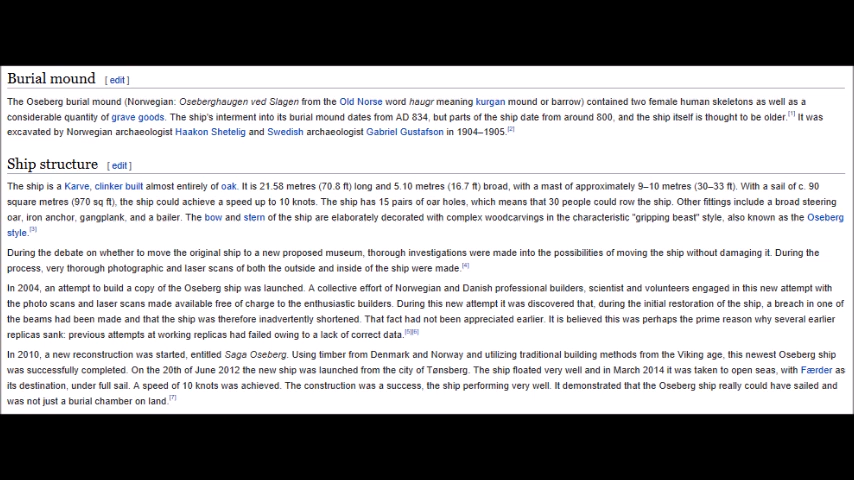 Burial mound [ edit ]
The Oseberg burial mound (Norwegian: Oseberghaugen ved Slagen from the Old Norse word haugr meaning kurgan mound or barrow) contained two female human skeletons as well as a
considerable quantity of grave goods. The ship's interment into its burial mound dates from AD 834, but parts of the ship date from around 800, and the ship itself is thought to be older.[1] It was
excavated by Norwegian archaeologist Haakon Shetelig and Swedish archaeologist Gabriel Gustafson in 1904–1905.[2]
Ship structure [ edit ]
The ship is a Karve, clinker built almost entirely of oak. It is 21.58 metres (70.8 ft) long and 5.10 metres (16.7 ft) broad, with a mast of approximately 9–10 metres (30–33 ft). With a sail of c. 90
square metres (970 sq ft), the ship could achieve a speed up to 10 knots. The ship has 15 pairs of oar holes, which means that 30 people could row the ship. Other fittings include a broad steering
oar, iron anchor, gangplank, and a bailer. The bow and stern of the ship are elaborately decorated with complex woodcarvings in the characteristic "gripping beast" style, also known as the Oseberg
style.[3]
During the debate on whether to move the original ship to a new proposed museum, thorough investigations were made into the possibilities of moving the ship without damaging it. During the
process, very thorough photographic and laser scans of both the outside and inside of the ship were made.[4]
In 2004, an attempt to build a copy of the Oseberg ship was launched. A collective effort of Norwegian and Danish professional builders, scientist and volunteers engaged in this new attempt with
the photo scans and laser scans made available free of charge to the enthusiastic builders. During this new attempt it was discovered that, during the initial restoration of the ship, a breach in one of
the beams had been made and that the ship was therefore inadvertently shortened. That fact had not been appreciated earlier. It is believed this was perhaps the prime reason why several earlier
replicas sank: previous attempts at working replicas had failed owing to a lack of correct data.[5][6]
In 2010, a new reconstruction was started, entitled Saga Oseberg. Using timber from Denmark and Norway and utilizing traditional building methods from the Viking age, this newest Oseberg ship
was successfully completed. On the 20th of June 2012 the new ship was launched from the city of Tønsberg. The ship floated very well and in March 2014 it was taken to open seas, with Færder as
its destination, under full sail. A speed of 10 knots was achieved. The construction was a success, the ship performing very well. It demonstrated that the Oseberg ship really could have sailed and
was not just a burial chamber on land.[7]